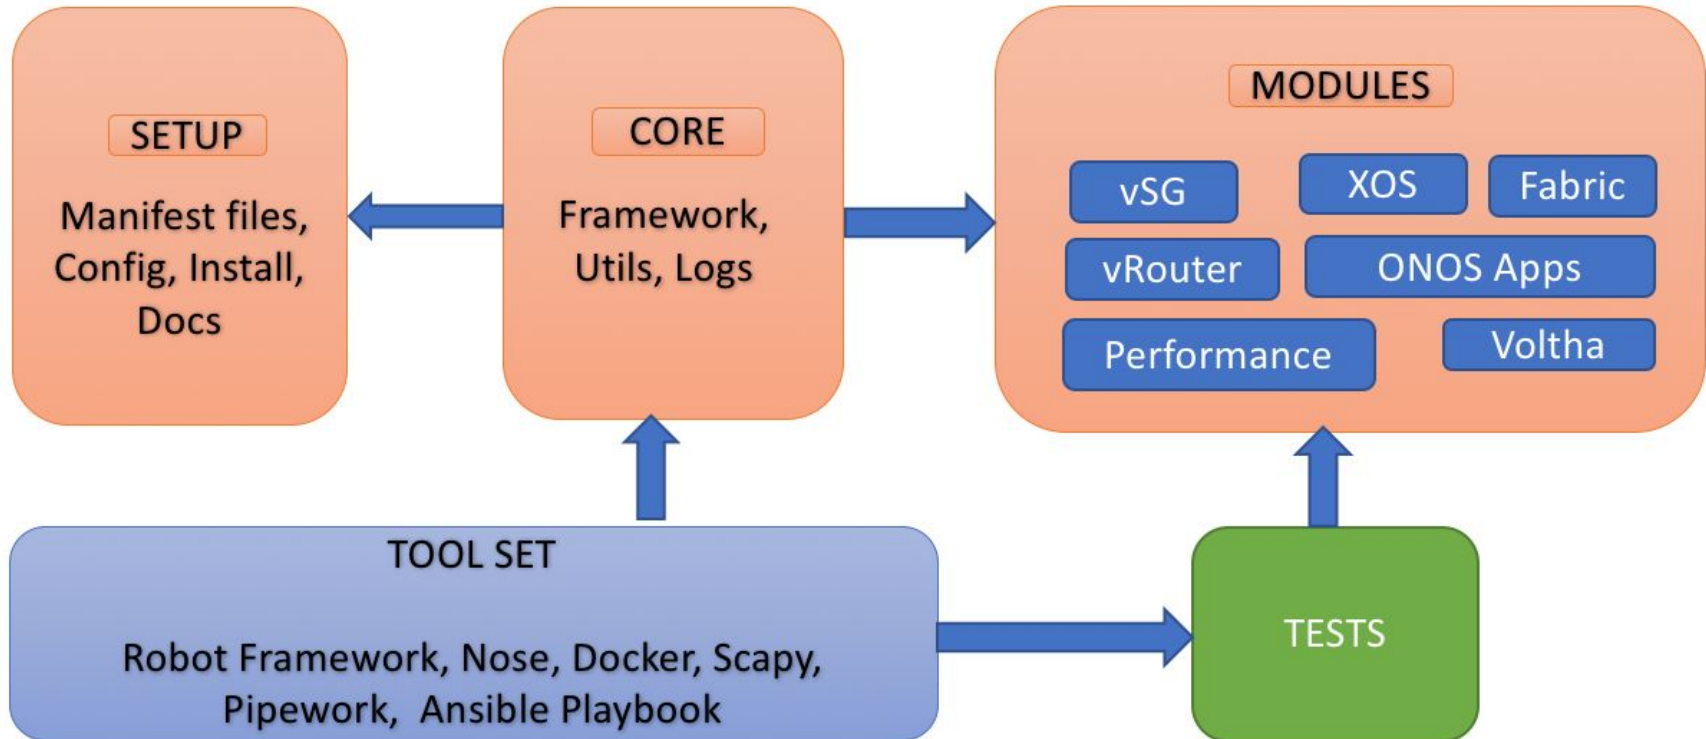 SETUP
Manifest files,
Config, Install,
Docs
CORE
Framework,
Utils, Logs
MODULES
vSG
XOS
Fabric
vRouter
ONOS Apps
Performance
Voltha
TOOL SET
Robot Framework, Nose, Docker, Scapy,
Pipework, Ansible Playbook
TESTS